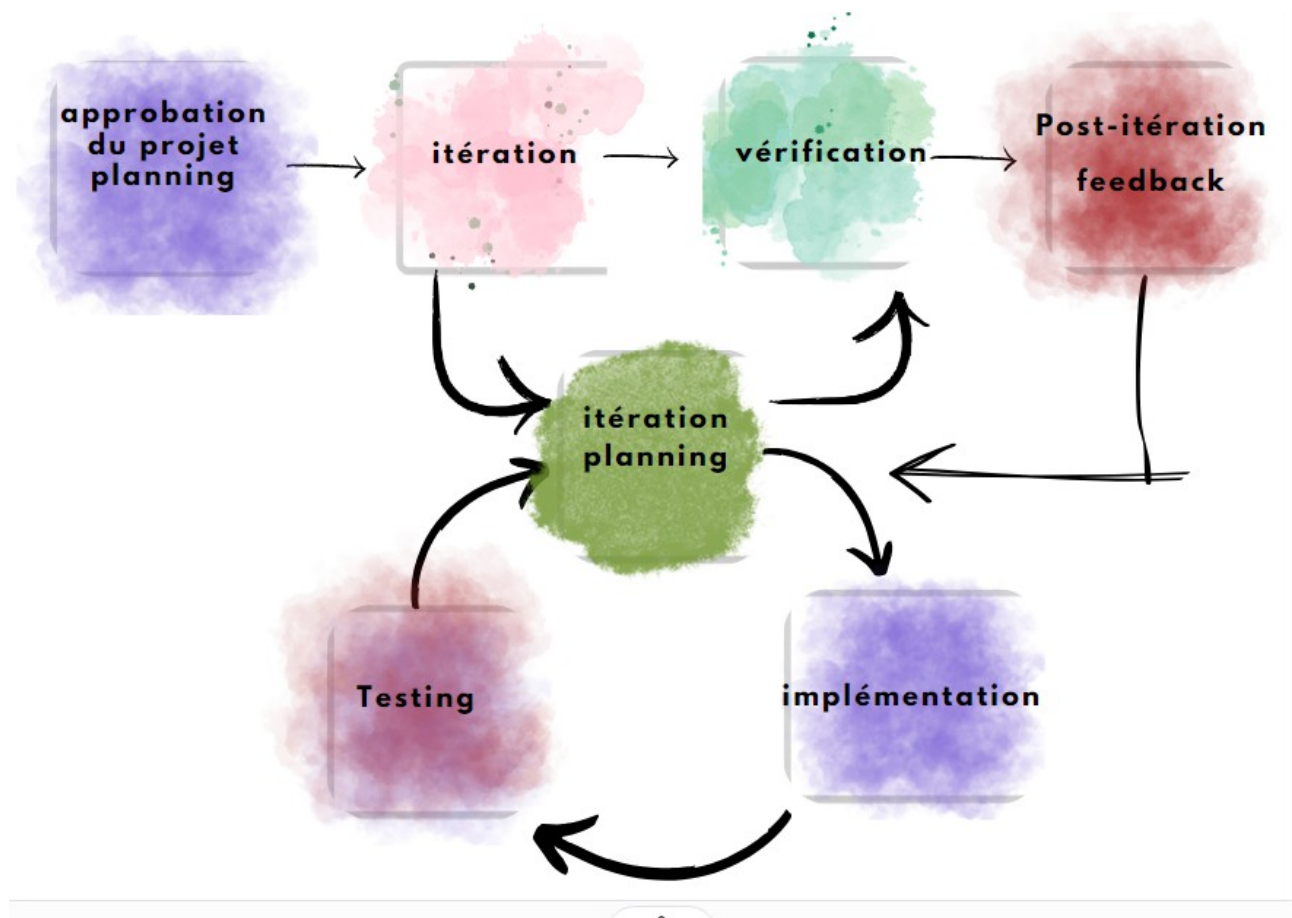 approbation
du projet
planning
itération
vérification
Post-itération
feedback
itération
planning
Testing
implémentation